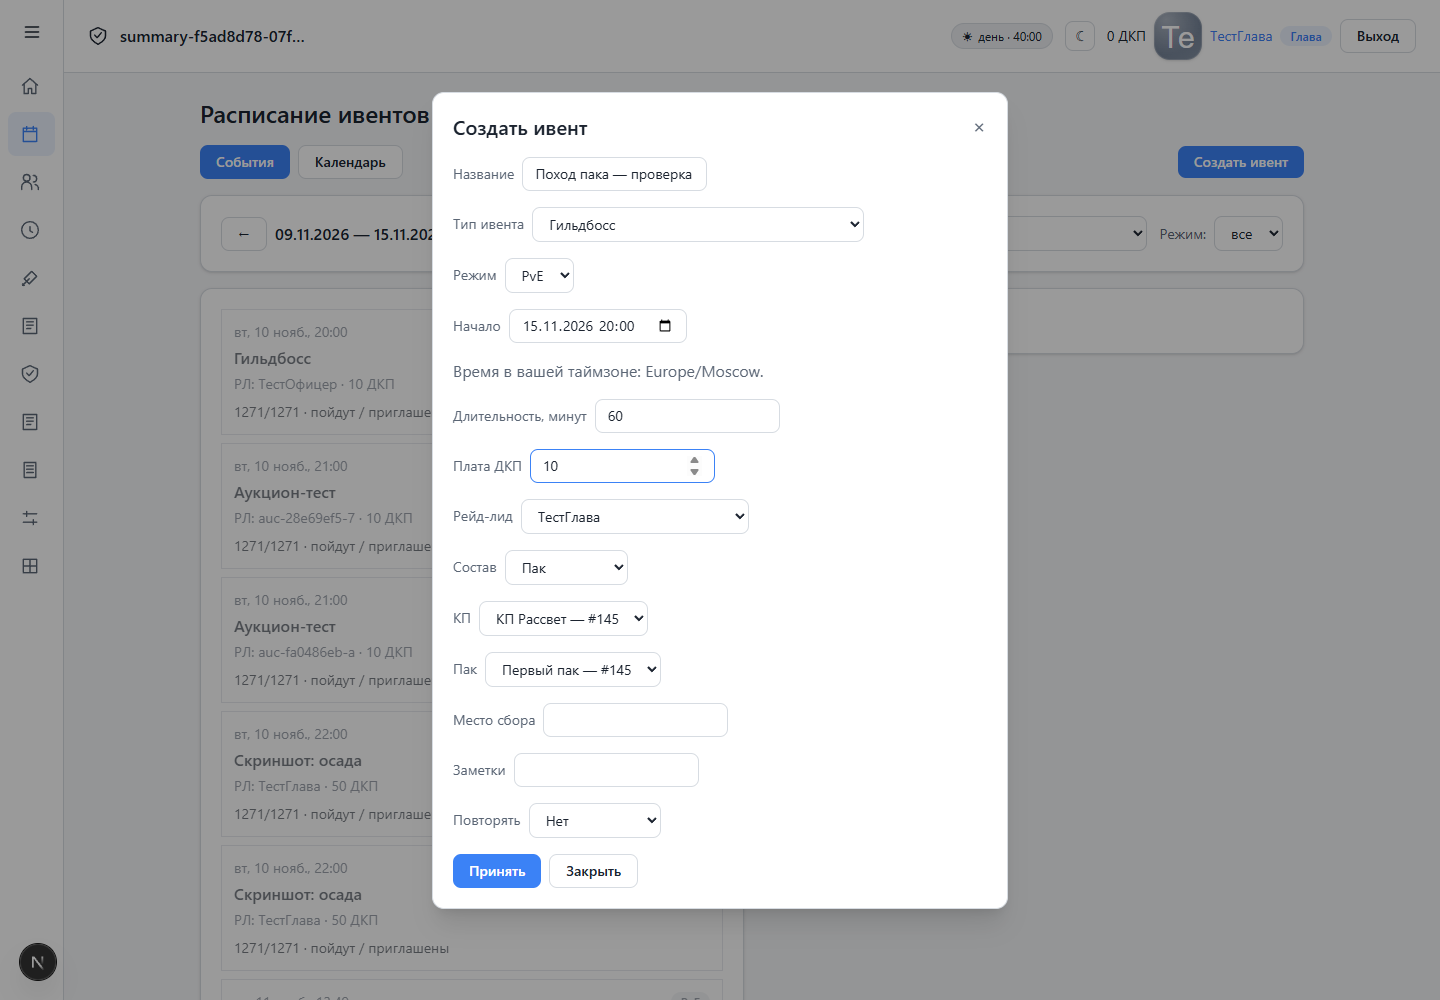 summary-f5ad8d78-07f...
день · 40:00
0 ДКП
Te
ТестГлава
Глава
Выход
Расписание ивентов
События
Календарь
Создать ивент
←
09.11.2026 — 15.11.202
Режим:
все
вт, 10 нояб., 20:00
Гильдбосс
РЛ: ТестОфицер · 10 ДКП
1271/1271 · пойдут / приглаше
вт, 10 нояб., 21:00
Аукцион-тест
РЛ: auc-28e69ef5-7 · 10 ДКП
1271/1271 · пойдут / приглаше
вт, 10 нояб., 21:00
Аукцион-тест
РЛ: auc-fa0486eb-a · 10 ДКП
1271/1271 · пойдут / приглаше
вт, 10 нояб., 22:00
Скриншот: осада
РЛ: ТестГлава · 50 ДКП
1271/1271 · пойдут / приглаше
вт, 10 нояб., 22:00
Скриншот: осада
РЛ: ТестГлава · 50 ДКП
1271/1271 · пойдут / приглашены
N
Создать ивент
×
Название
Поход пака — проверка
Тип ивента
Гильдбосс
Режим
PvE
Начало
15.11.2026 20:00
Время в вашей таймзоне: Europe/Moscow.
Длительность, минут
60
Плата ДКП
10
Рейд-лид
ТестГлава
Состав
Пак
КП
КП Рассвет — #145
Пак
Первый пак — #145
Место сбора
Заметки
Повторять
Нет
Принять
Закрыть